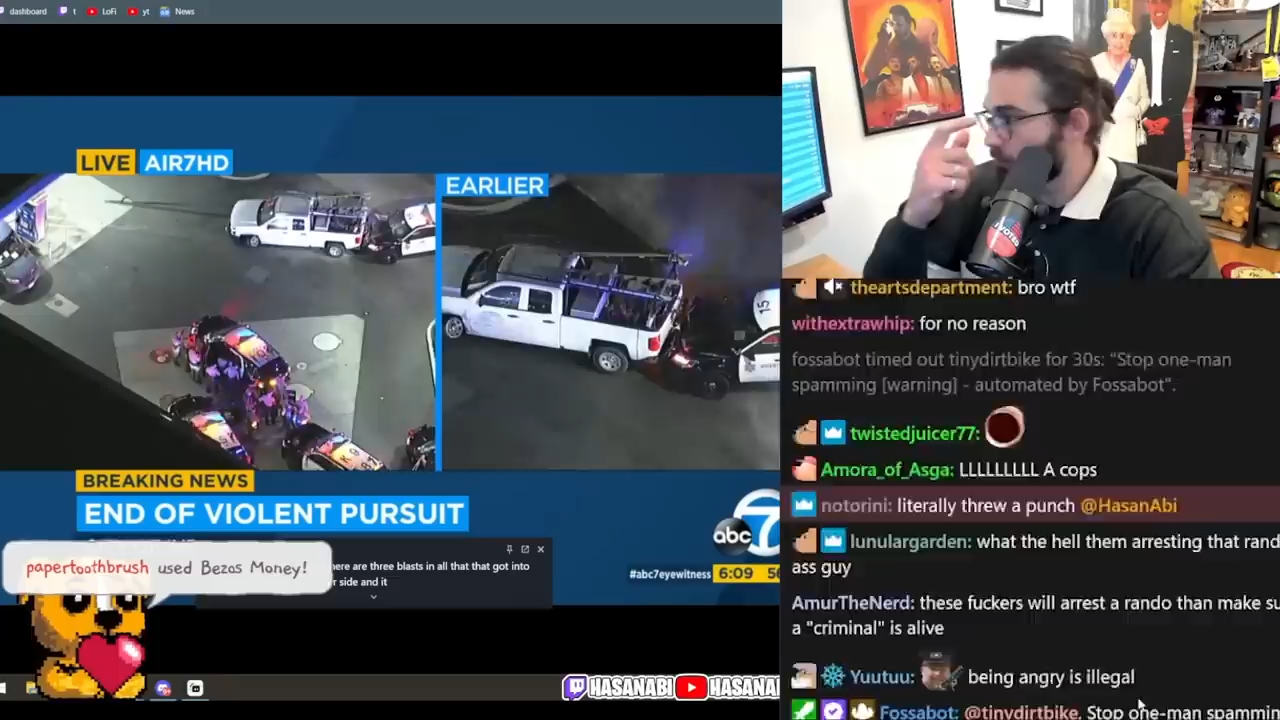 dashboard t LoFi yt News
LIVE AIR7HD
EARLIER
BREAKING NEWS
END OF VIOLENT PURSUIT
abc 7
#abc7eyewitness 6:09
papertoothbrush used Bezos Money!
here are three blasts in all that that got into
r side and it
HASANABI HASANA
I VOTED
15
theartsdepartment: bro wtf
withextrawhip: for no reason
fossabot timed out tinydirtbike for 30s: "Stop one-man
spamming [warning] - automated by Fossabot".
twistedjuicer77:
Amora_of_Asga: LLLLLLLLL A cops
notorini: literally threw a punch @HasanAbi
lunulargarden: what the hell them arresting that rand
ass guy
AmurTheNerd: these fuckers will arrest a rando than make su
a "criminal" is alive
Yuutuu: being angry is illegal
Fossabot: @tinydirtbike, Stop one-man spammin